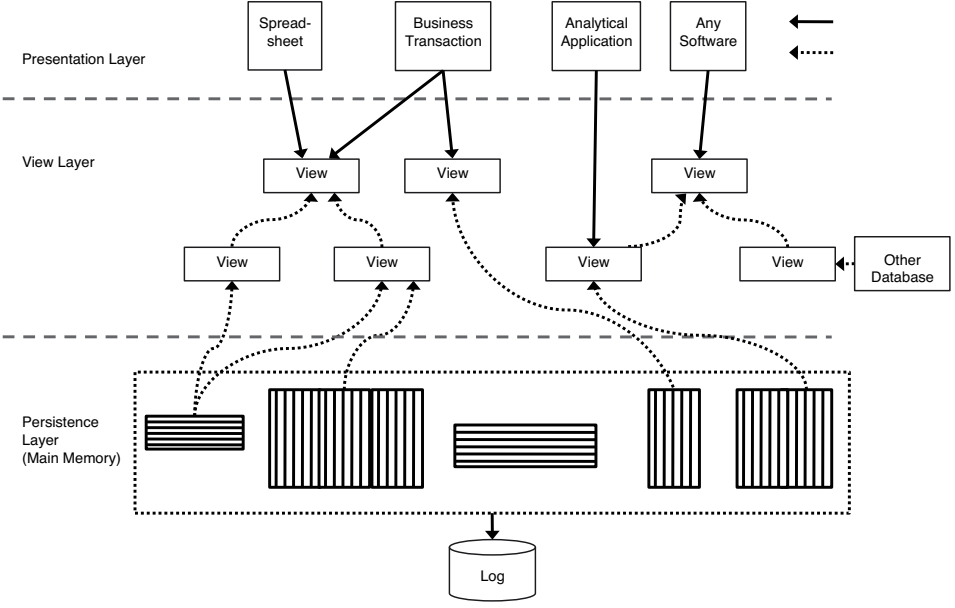 Spread-
sheet
Business
Transaction
Analytical
Application
Any
Software
Presentation Layer
View Layer
View
View
View
View
View
View
View
Other
Database
Persistence
Layer
(Main Memory)
Log